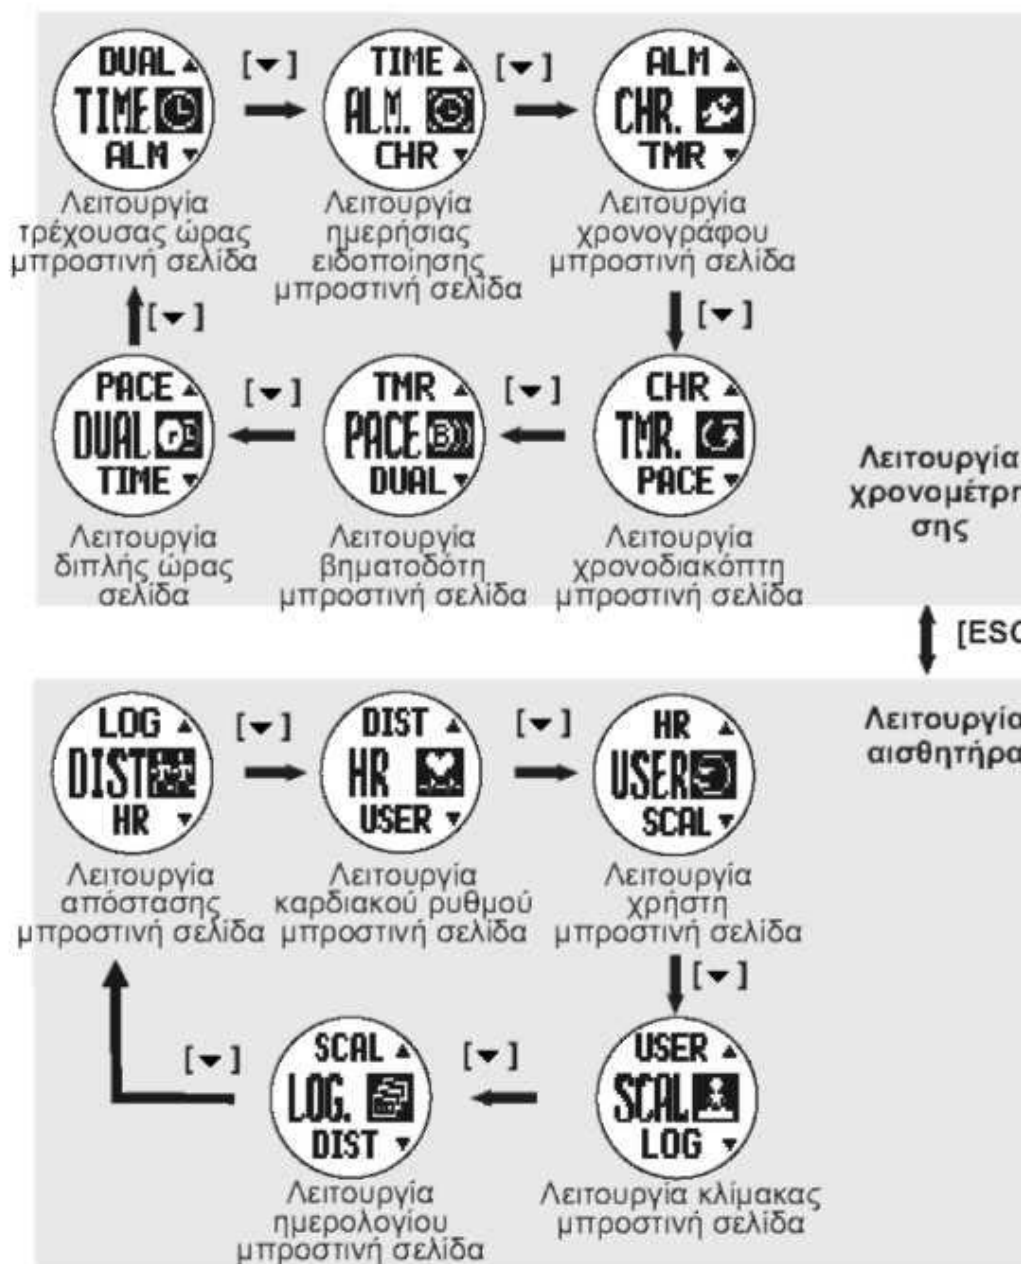 DUAL ▲
TIME
ALM ▼
[▼]
TIME ▲
ALM.
CHR ▼
[▼]
ALM ▲
CHR.
TMR ▼
Λειτουργία
τρέχουσας ώρας
μπροστινή σελίδα
Λειτουργία
ημερήσιας
ειδοποίησης
μπροστινή σελίδα
Λειτουργία
χρονογράφου
μπροστινή σελίδα
[▼]
[▼]
PACE ▲
DUAL
TIME ▼
[▼]
TMR ▲
PACE
DUAL ▼
[▼]
CHR ▲
TMR.
PACE ▼
Λειτουργία
διπλής ώρας
σελίδα
Λειτουργία
βηματοδότη
μπροστινή σελίδα
Λειτουργία
χρονοδιακόπτη
μπροστινή σελίδα
Λειτουργία
χρονομέτρη
σης
[ESC
LOG ▲
DIST
HR ▼
[▼]
DIST ▲
HR
USER ▼
[▼]
HR ▲
USER
SCAL ▼
Λειτουργία
αισθητήρα
Λειτουργία
απόστασης
μπροστινή σελίδα
Λειτουργία
καρδιακού ρυθμού
μπροστινή σελίδα
Λειτουργία
χρήστη
μπροστινή σελίδα
[▼]
[▼]
SCAL ▲
LOG.
DIST ▼
[▼]
USER ▲
SCAL
LOG ▼
Λειτουργία
ημερολογίου
μπροστινή σελίδα
Λειτουργία κλίμακας
μπροστινή σελίδα